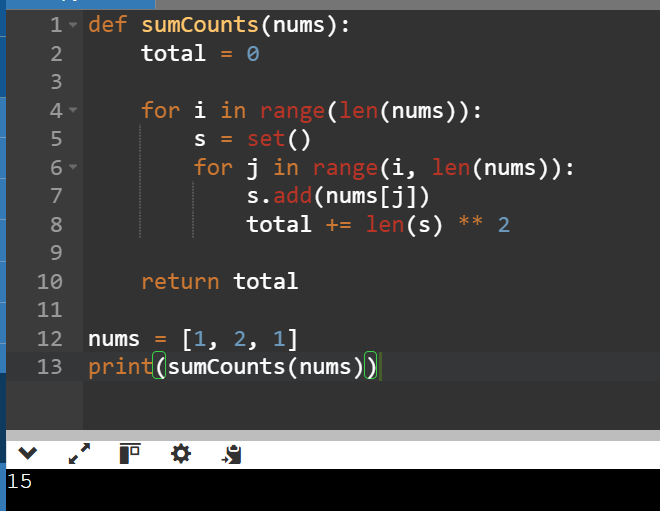 1 def sumCounts(nums):
2     total = 0
3
4     for i in range(len(nums)):
5         s = set()
6         for j in range(i, len(nums)):
7             s.add(nums[j])
8             total += len(s) ** 2
9
10     return total
11
12 nums = [1, 2, 1]
13 print(sumCounts(nums))
15